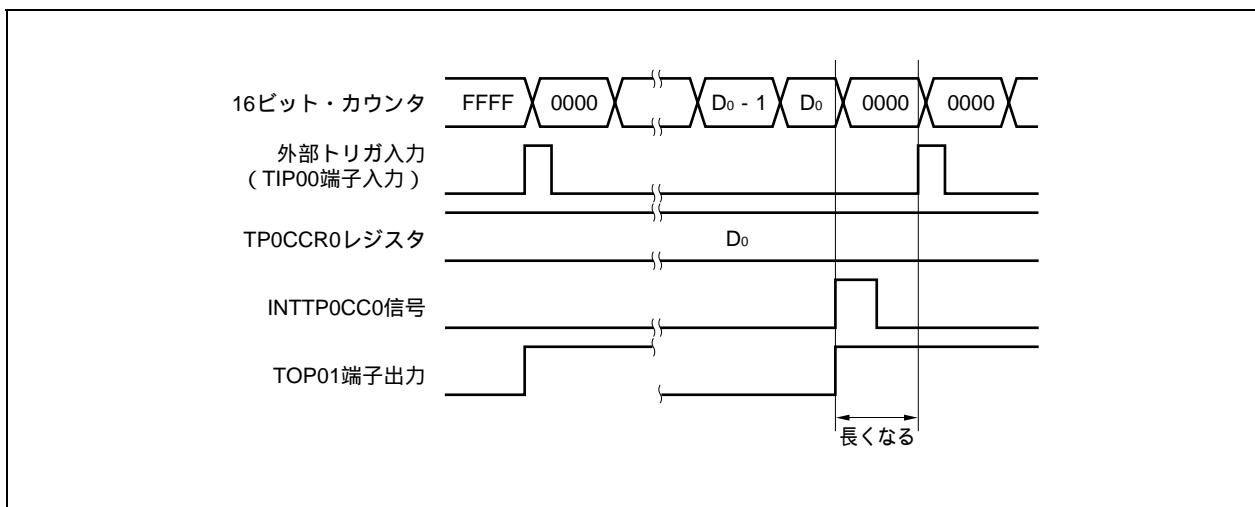 16ビット・カウンタ FFFF 0000 D0 - 1 D0 0000 0000
外部トリガ入力
(TIP00端子入力)
TP0CCR0レジスタ D0
INTTP0CC0信号
TOP01端子出力
長くなる